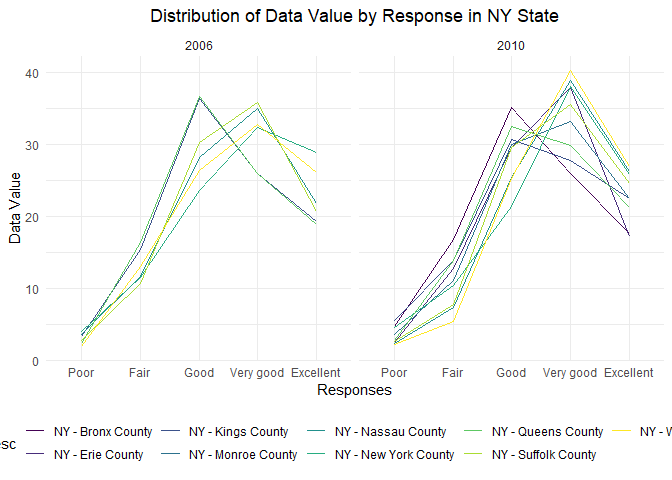 Distribution of Data Value by Response in NY State
2006 2010
40
30
20
10
0
Data Value
Poor Fair Good Very good Excellent Poor Fair Good Very good Excellent
Responses
esc
NY - Bronx County NY - Kings County NY - Nassau County NY - Queens County NY - W
NY - Erie County NY - Monroe County NY - New York County NY - Suffolk County